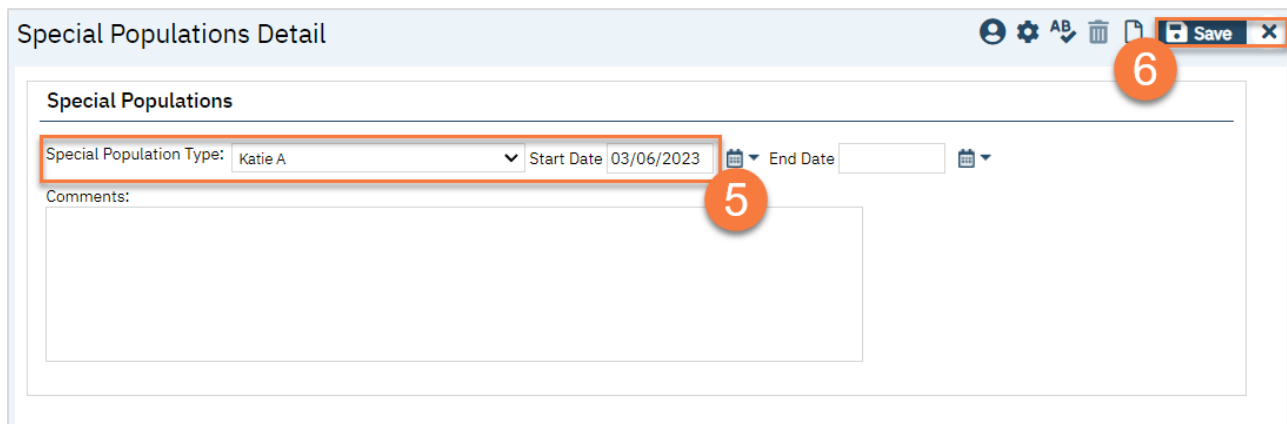 Special Populations Detail
AB
Save X
6
Special Populations
Special Population Type: Katie A Start Date 03/06/2023 End Date
5
Comments: